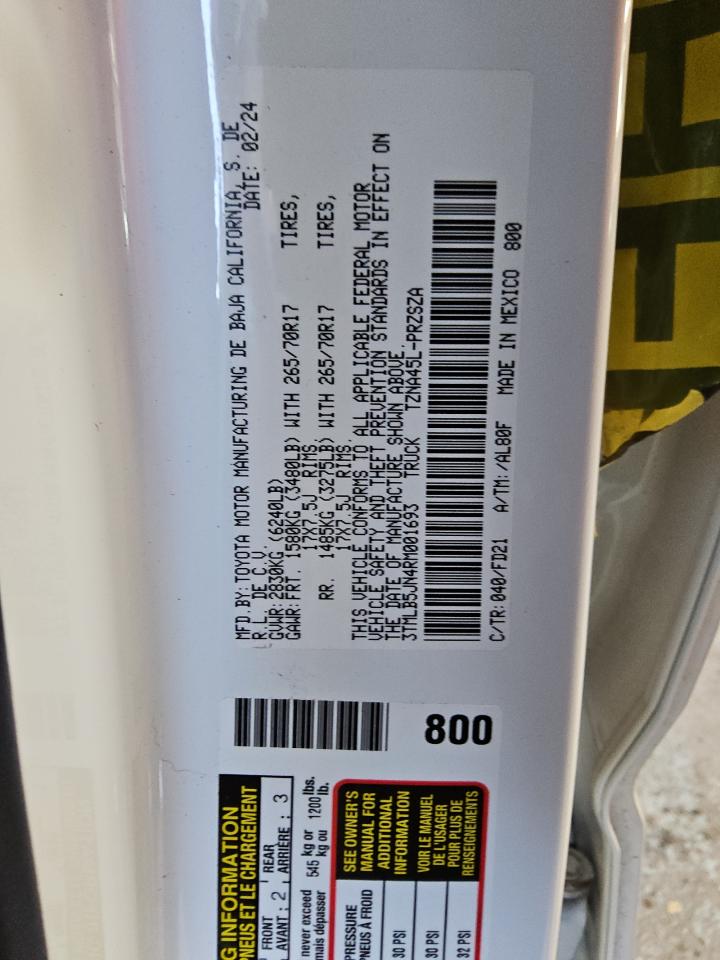 MFD.BY: TOYOTA MOTOR MANUFACTURING DE BAJA CALIFORNIA, S. DE
R.L. DE C.V. DATE: 02/24
GVWR: 2830KG (6240LB)
GAWR: FRT. 1580KG (3480LB) WITH 265/70R17 TIRES,
17X7.5J RIMS
RR. 1485KG (3275LB) WITH 265/70R17 TIRES,
17X7.5J RIMS
THIS VEHICLE CONFORMS TO ALL APPLICABLE FEDERAL MOTOR
VEHICLE SAFETY AND THEFT PREVENTION STANDARDS IN EFFECT ON
THE DATE OF MANUFACTURE SHOWN ABOVE.
3TMLB5JN4RM001693 TRUCK TZNA45L-PRZSZA
C/TR: 040/FD21 A/TM: /AL80F MADE IN MEXICO 800
800
G INFORMATION
PNEUS ET LE CHARGEMENT
FRONT REAR
AVANT : 2 ARRIÈRE : 3
never exceed 545 kg or 1200 lbs.
mais dépasser kg ou lb.
PRESSURE
PNEUS À FROID
30 PSI
30 PSI
32 PSI
SEE OWNER'S
MANUAL FOR
ADDITIONAL
INFORMATION
VOIR LE MANUEL
DE L'USAGER
POUR PLUS DE
RENSEIGNEMENTS